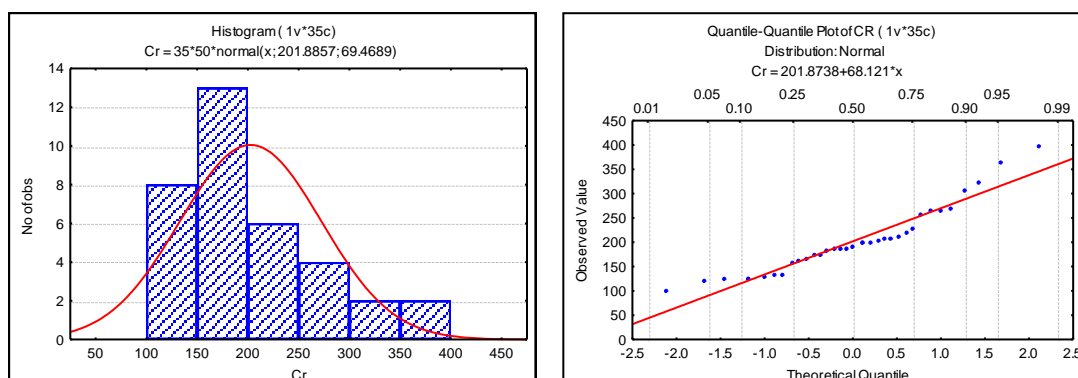 Histogram ( 1v*35c)
Cr = 35*50*normal(x; 201.8857; 69.4689)
14
12
10
8
6
4
2
0
No of obs
50 100 150 200 250 300 350 400 450
Cr
Quantile-Quantile Plot of CR ( 1v*35c)
Distribution: Normal
Cr = 201.8738+68.121*x
0.01 0.05 0.10 0.25 0.50 0.75 0.90 0.95 0.99
450
400
350
300
250
200
150
100
50
0
Observed Value
-2.5 -2.0 -1.5 -1.0 -0.5 0.0 0.5 1.0 1.5 2.0 2.5
Theoretical Quantile